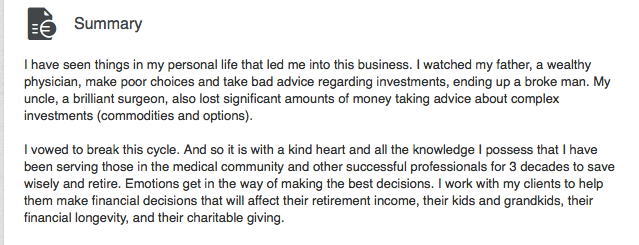 Summary
I have seen things in my personal life that led me into this business. I watched my father, a wealthy
physician, make poor choices and take bad advice regarding investments, ending up a broke man. My
uncle, a brilliant surgeon, also lost significant amounts of money taking advice about complex
investments (commodities and options).
I vowed to break this cycle. And so it is with a kind heart and all the knowledge I possess that I have
been serving those in the medical community and other successful professionals for 3 decades to save
wisely and retire. Emotions get in the way of making the best decisions. I work with my clients to help
them make financial decisions that will affect their retirement income, their kids and grandkids, their
financial longevity, and their charitable giving.